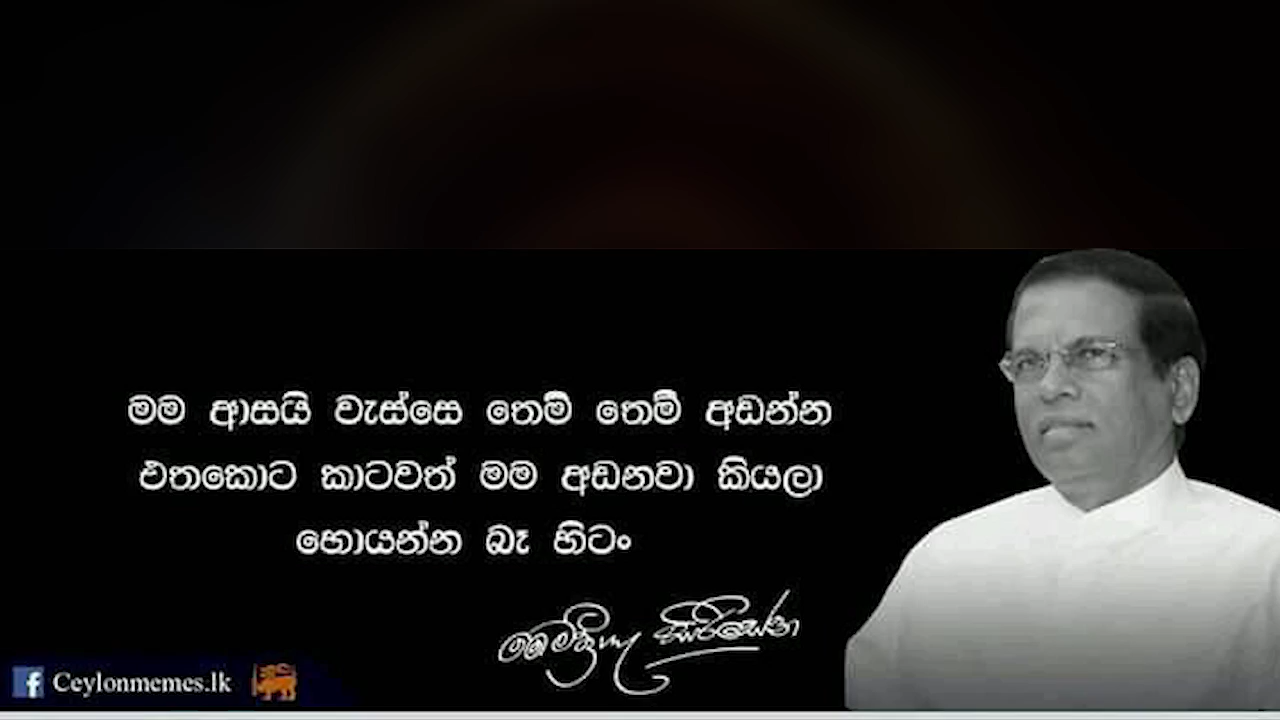 මම ආසයි වැස්සෙ තෙමි තෙමි අඩන්න
එතකොට කාටවත් මම අඩනවා කියලා
හොයන්න බෑ හිටං
මෛත්‍රීපාල සිරිසේන
f Ceylonmemes.lk